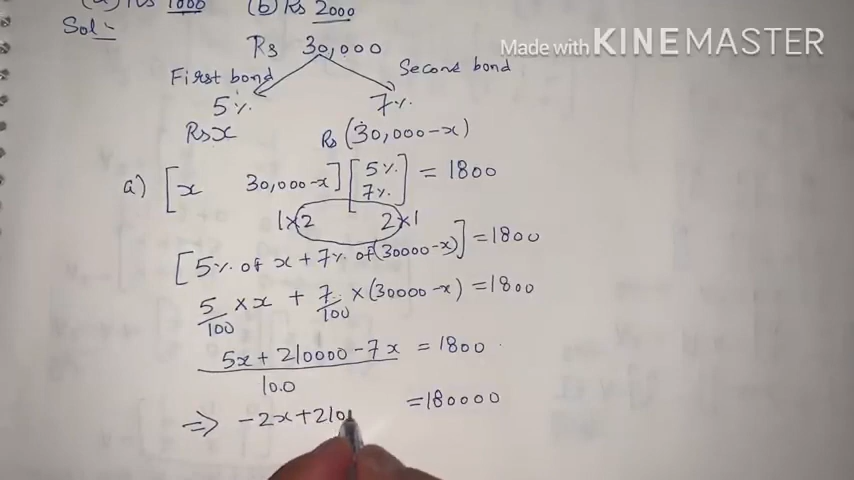 (a) Rs 1000 (b) Rs 2000
Sol:-
Rs 30,000
Made with KINEMASTER
First bond Second bond
5% 7%
Rs x Rs (30,000-x)
a) [x 30,000-x] [5% 7%] = 1800
1×2 2×1
[5% of x + 7% of (30000-x)] = 1800
5/100 × x + 7/100 × (30000-x) = 1800
5x + 210000 - 7x / 100 = 1800
⇒ -2x + 210 = 180000